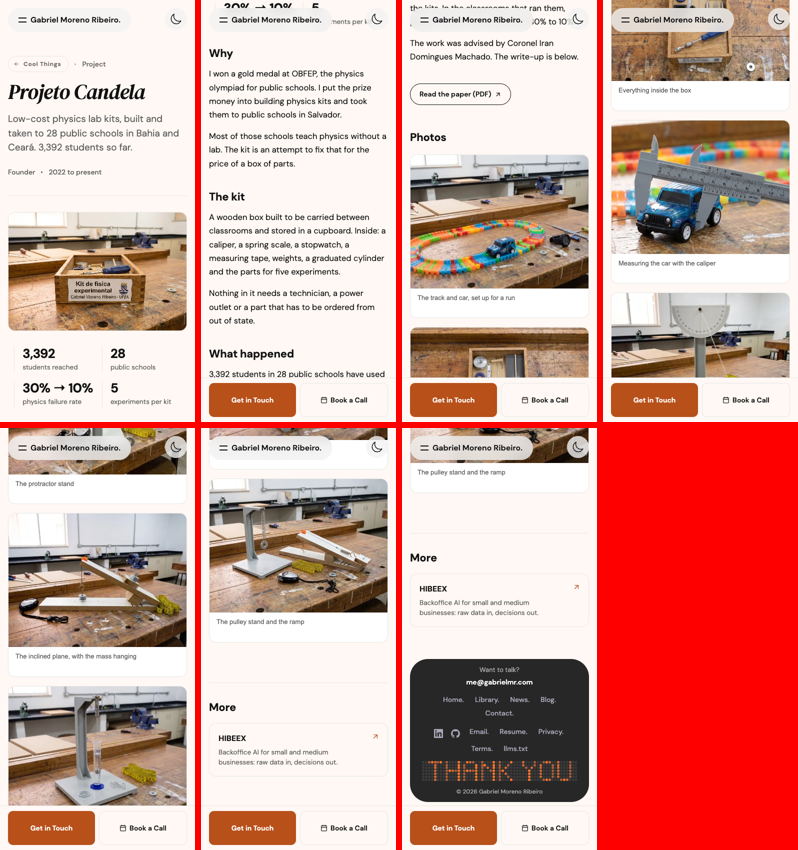 Gabriel Moreno Ribeiro.
← Cool Things • Project
Projeto Candela
Low-cost physics lab kits, built and
taken to 28 public schools in Bahia and
Ceará. 3,392 students so far.
Founder • 2022 to present
Kit de física
experimental
Gabriel Moreno Ribeiro - UFBA
3,392
students reached
28
public schools
30% → 10%
physics failure rate
5
experiments per kit
30% → 10% 5
Gabriel Moreno Ribeiro.
Why
I won a gold medal at OBFEP, the physics
olympiad for public schools. I put the prize
money into building physics kits and took
them to public schools in Salvador.
Most of those schools teach physics without a
lab. The kit is an attempt to fix that for the
price of a box of parts.
The kit
A wooden box built to be carried between
classrooms and stored in a cupboard. Inside: a
caliper, a spring scale, a stopwatch, a
measuring tape, weights, a graduated cylinder
and the parts for five experiments.
Nothing in it needs a technician, a power
outlet or a part that has to be ordered from
out of state.
What happened
3,392 students in 28 public schools have used
Get in Touch
Book a Call
the kits. In the classrooms that ran them,
Gabriel Moreno Ribeiro.
The work was advised by Coronel Iran
Domingues Machado. The write-up is below.
Read the paper (PDF) ↗
Photos
The track and car, set up for a run
Get in Touch
Book a Call
Gabriel Moreno Ribeiro.
Everything inside the box
Measuring the car with the caliper
Get in Touch
Book a Call
Gabriel Moreno Ribeiro.
The protractor stand
The inclined plane, with the mass hanging
Get in Touch
Book a Call
Gabriel Moreno Ribeiro.
The pulley stand and the ramp
More
HIBEEX
Backoffice AI for small and medium
businesses: raw data in, decisions out.
Get in Touch
Book a Call
Gabriel Moreno Ribeiro.
The pulley stand and the ramp
More
HIBEEX
Backoffice AI for small and medium
businesses: raw data in, decisions out.
Want to talk?
me@gabrielmr.com
Home. Library. News. Blog.
Contact.
Email. Resume. Privacy.
Terms. llms.txt
THANK YOU
© 2026 Gabriel Moreno Ribeiro
Get in Touch
Book a Call